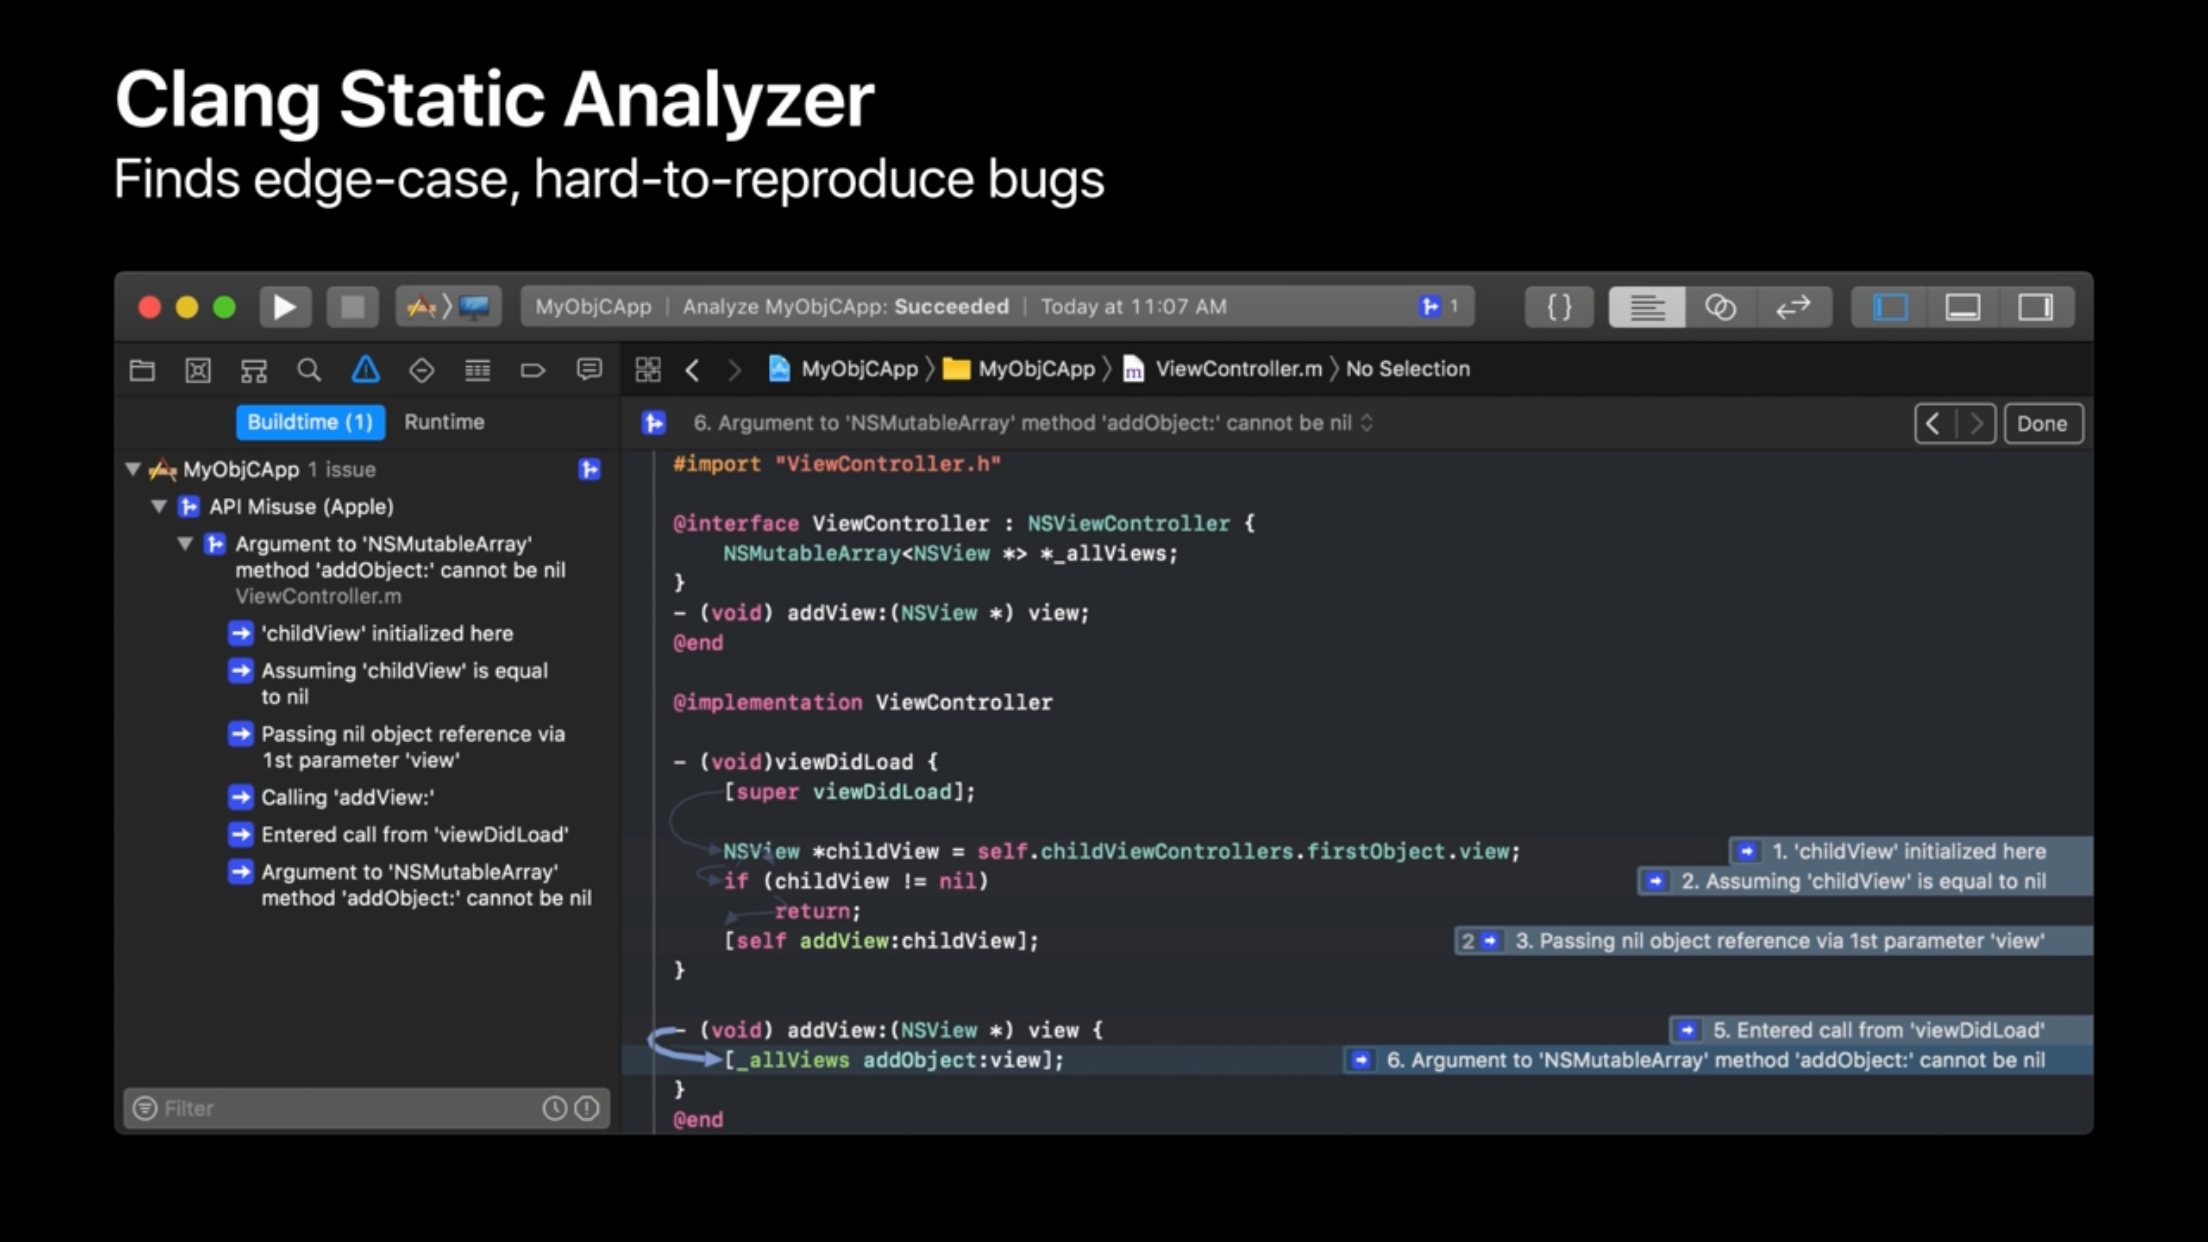 Clang Static Analyzer
Finds edge-case, hard-to-reproduce bugs
MyObjCApp | Analyze MyObjCApp: Succeeded | Today at 11:07 AM 1
{}
MyObjCApp 〉 MyObjCApp 〉 m ViewController.m 〉 No Selection
Buildtime (1) Runtime
6. Argument to 'NSMutableArray' method 'addObject:' cannot be nil
Done
MyObjCApp 1 issue
API Misuse (Apple)
Argument to 'NSMutableArray'
method 'addObject:' cannot be nil
ViewController.m
'childView' initialized here
Assuming 'childView' is equal
to nil
Passing nil object reference via
1st parameter 'view'
Calling 'addView:'
Entered call from 'viewDidLoad'
Argument to 'NSMutableArray'
method 'addObject:' cannot be nil
Filter
#import "ViewController.h"
@interface ViewController : NSViewController {
NSMutableArray<NSView *> *_allViews;
}
- (void) addView:(NSView *) view;
@end
@implementation ViewController
- (void)viewDidLoad {
[super viewDidLoad];
NSView *childView = self.childViewControllers.firstObject.view; 1. 'childView' initialized here
if (childView != nil) 2. Assuming 'childView' is equal to nil
return;
[self addView:childView]; 2 3. Passing nil object reference via 1st parameter 'view'
}
- (void) addView:(NSView *) view { 5. Entered call from 'viewDidLoad'
[_allViews addObject:view]; 6. Argument to 'NSMutableArray' method 'addObject:' cannot be nil
}
@end